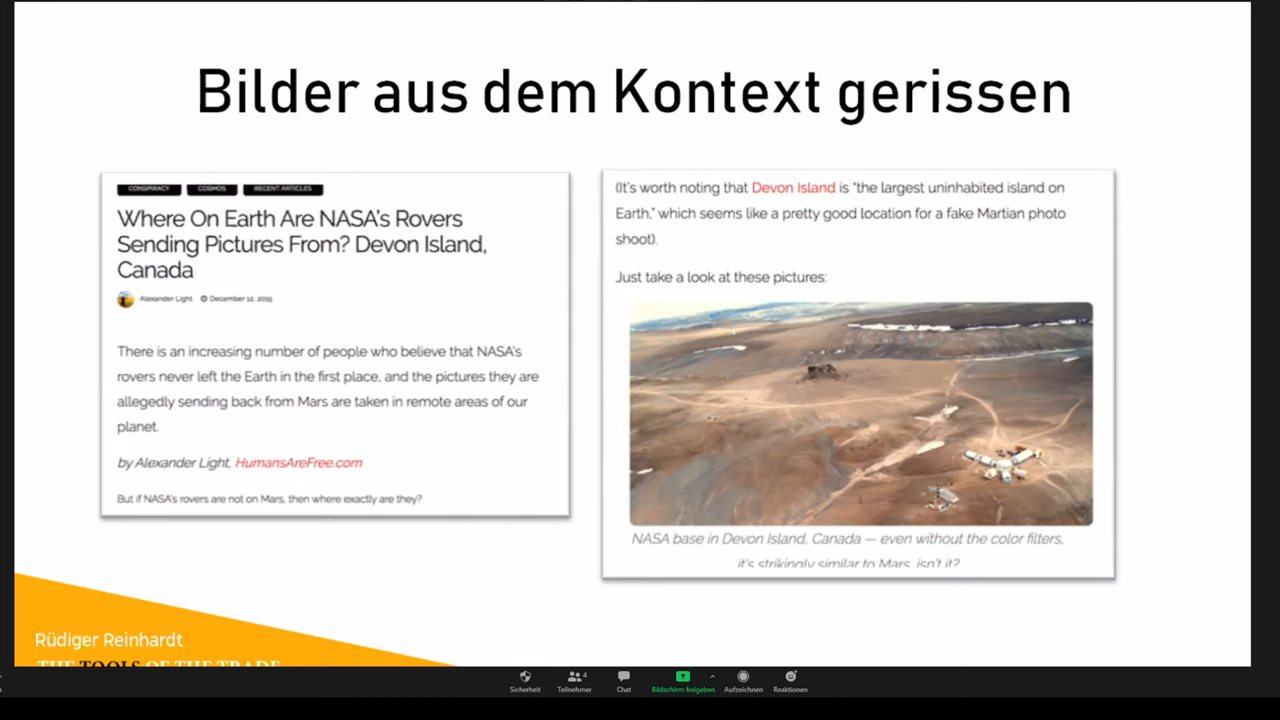 Bilder aus dem Kontext gerissen
CONSPIRACY COSMOS RECENT ARTICLES
Where On Earth Are NASA's Rovers
Sending Pictures From? Devon Island,
Canada
Alexander Light December 12, 2015
There is an increasing number of people who believe that NASA's
rovers never left the Earth in the first place, and the pictures they are
allegedly sending back from Mars are taken in remote areas of our
planet.
by Alexander Light, HumansAreFree.com
But if NASA's rovers are not on Mars, then where exactly are they?
(It's worth noting that Devon Island is "the largest uninhabited island on
Earth," which seems like a pretty good location for a fake Martian photo
shoot).
Just take a look at these pictures:
NASA base in Devon Island, Canada — even without the color filters,
it's strikingly similar to Mars, isn't it?
Rüdiger Reinhardt
THE TOOLS OF THE TRADE
Sicherheit
Teilnehmer 4
Chat
Bildschirm freigeben
Aufzeichnen
Reaktionen